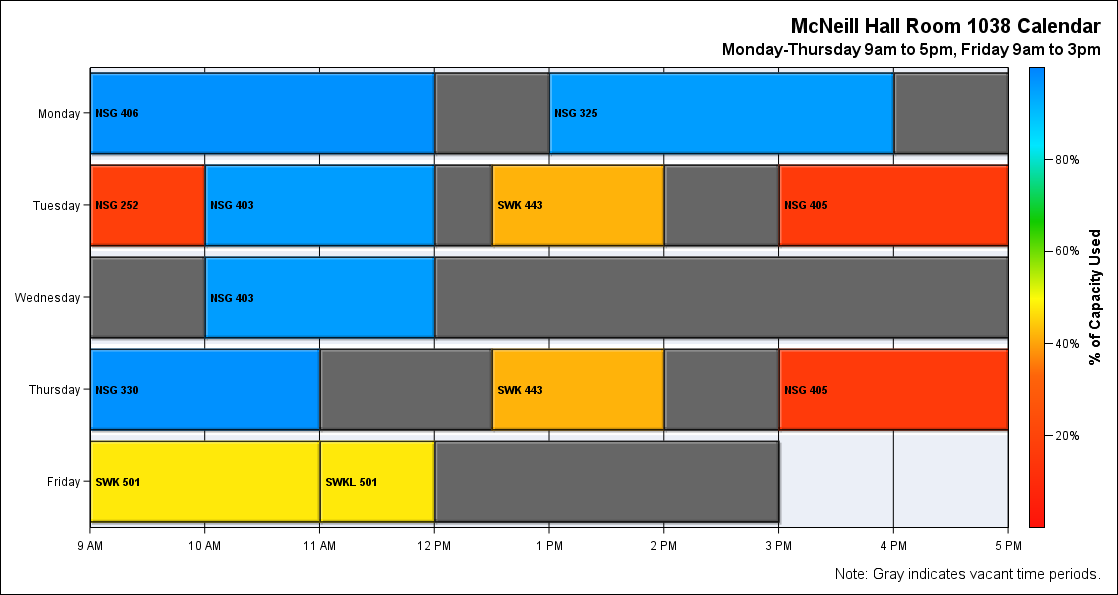 McNeill Hall Room 1038 Calendar
Monday-Thursday 9am to 5pm, Friday 9am to 3pm
Monday
NSG 406
NSG 325
Tuesday
NSG 252
NSG 403
SWK 443
NSG 405
Wednesday
NSG 403
Thursday
NSG 330
SWK 443
NSG 405
Friday
SWK 501
SWKL 501
9 AM
10 AM
11 AM
12 PM
1 PM
2 PM
3 PM
4 PM
5 PM
80%
60%
40%
20%
% of Capacity Used
Note: Gray indicates vacant time periods.